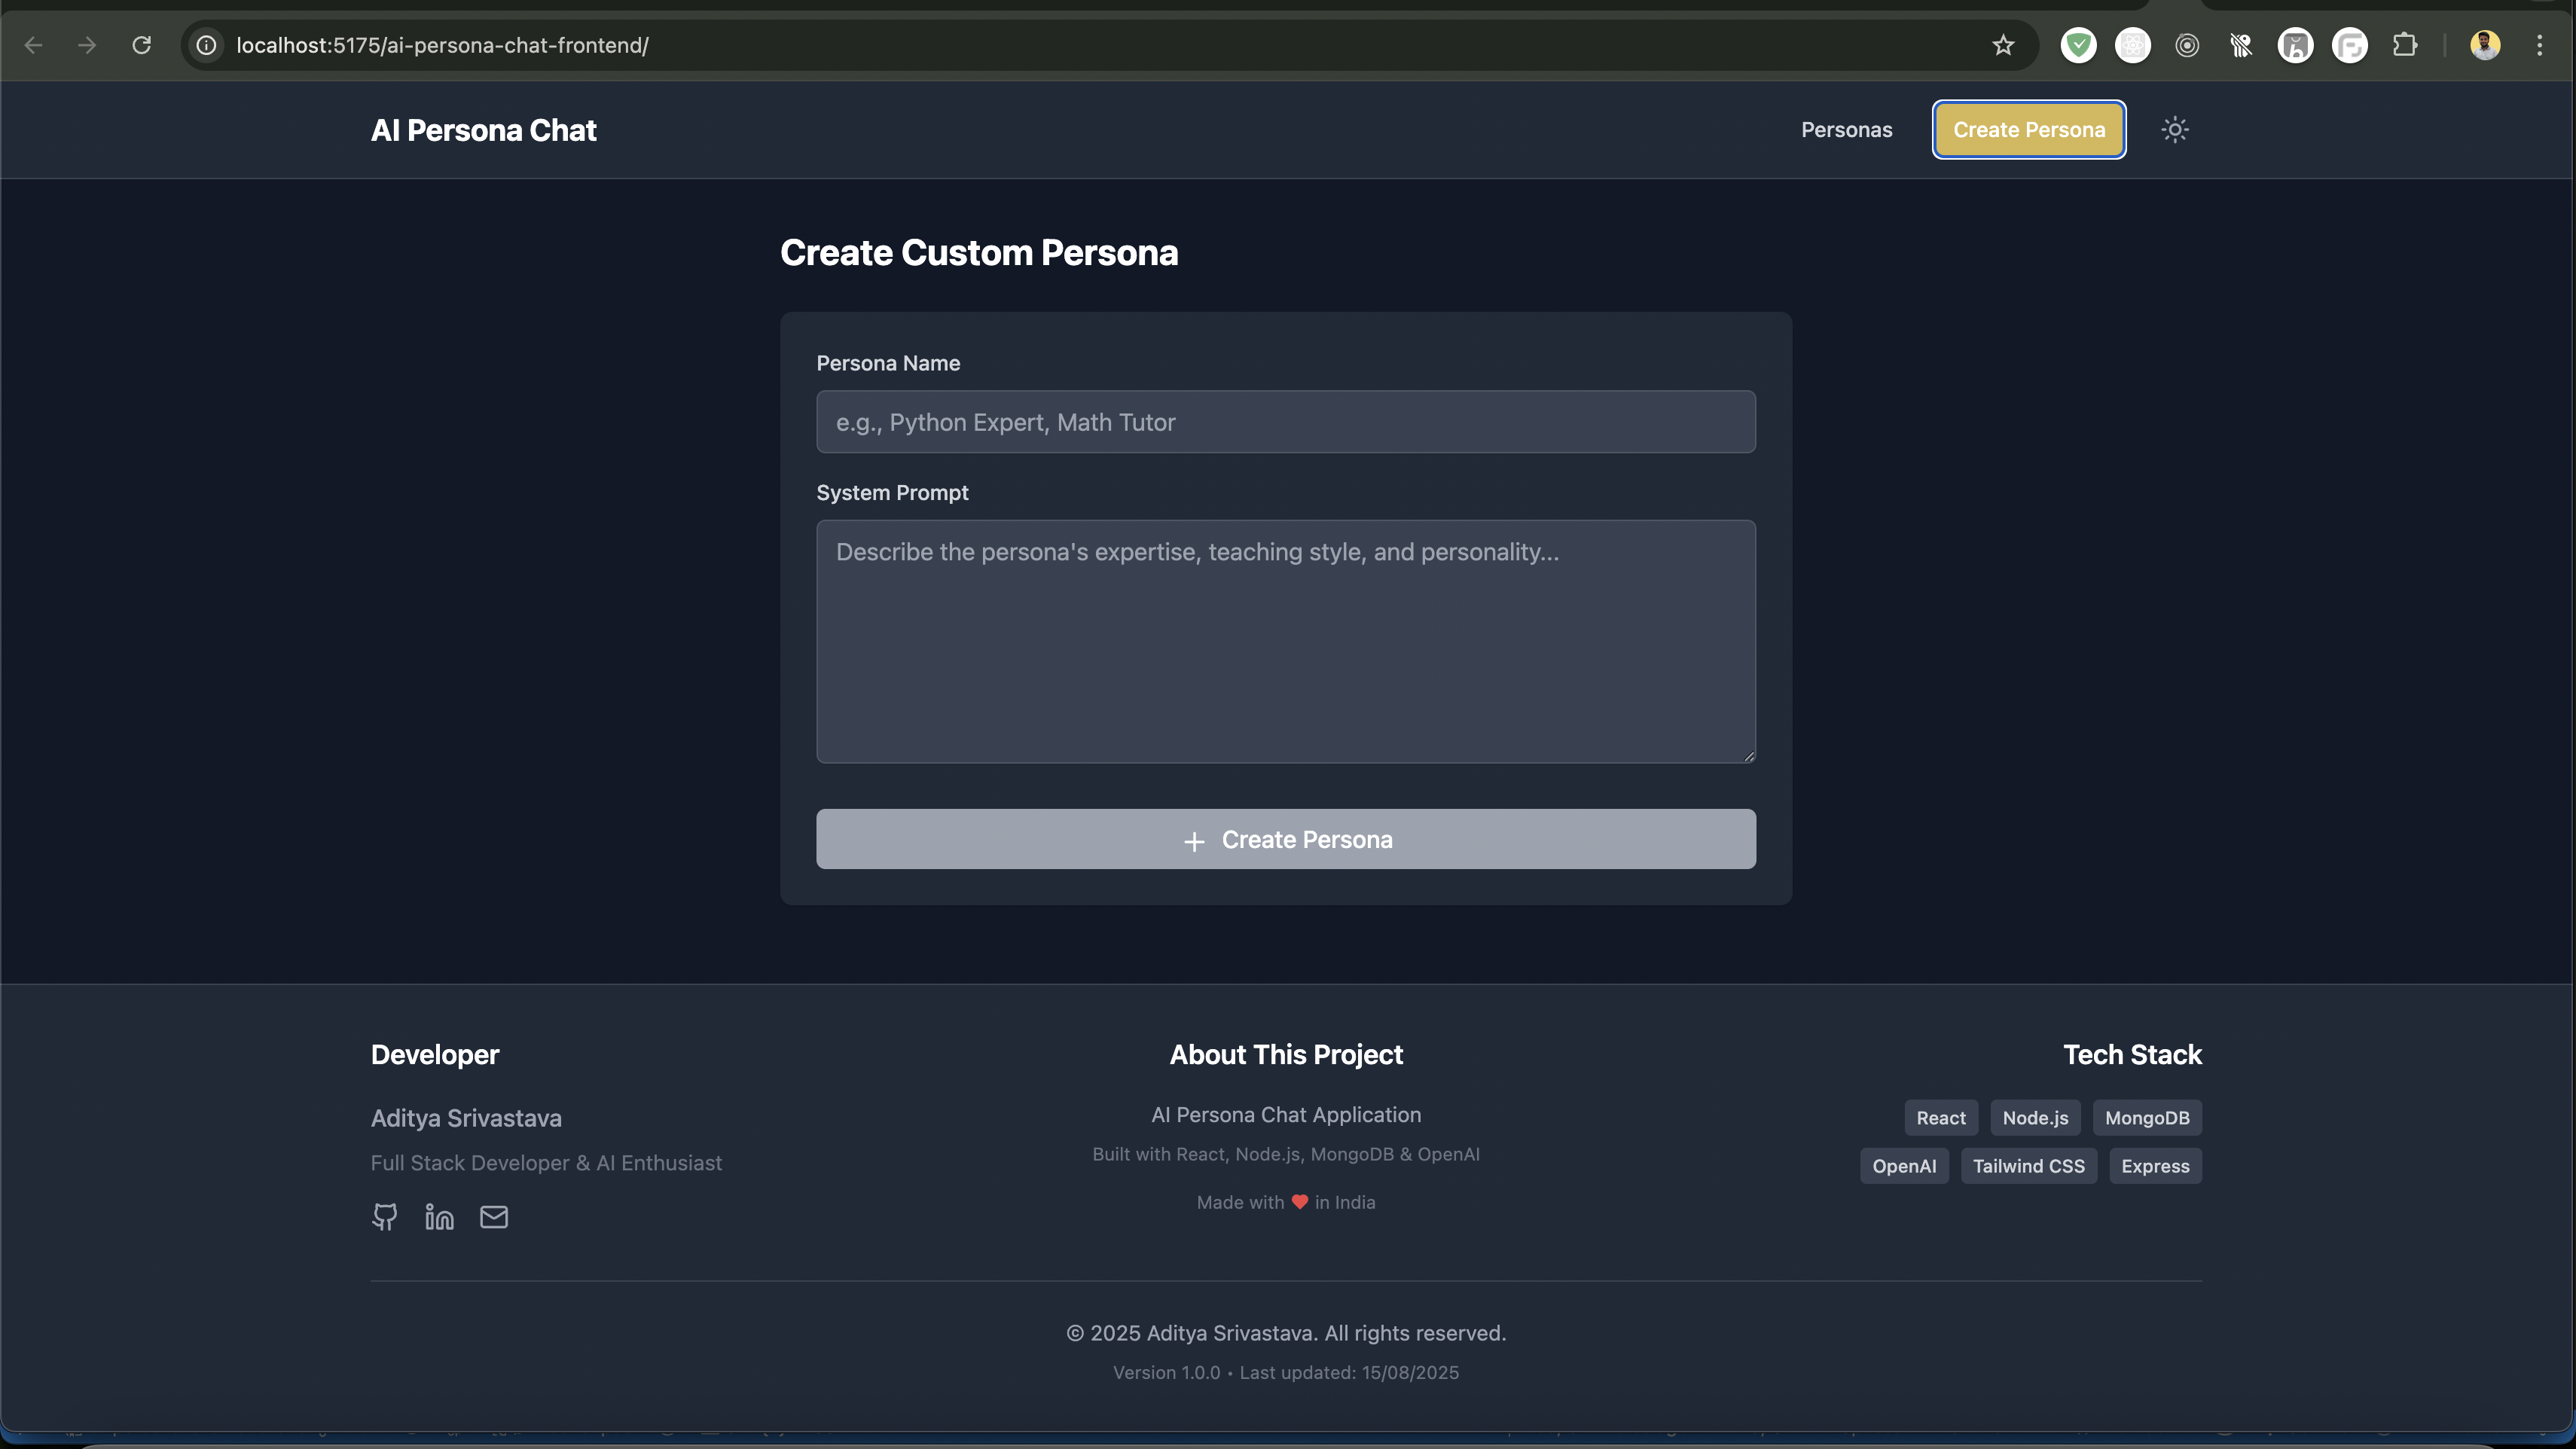 localhost:5175/ai-persona-chat-frontend/
AI Persona Chat
Personas
Create Persona
Create Custom Persona
Persona Name
e.g., Python Expert, Math Tutor
System Prompt
Describe the persona's expertise, teaching style, and personality...
+ Create Persona
Developer
Aditya Srivastava
Full Stack Developer & AI Enthusiast
About This Project
AI Persona Chat Application
Built with React, Node.js, MongoDB & OpenAI
Made with ❤️ in India
Tech Stack
React Node.js MongoDB
OpenAI Tailwind CSS Express
© 2025 Aditya Srivastava. All rights reserved.
Version 1.0.0 • Last updated: 15/08/2025